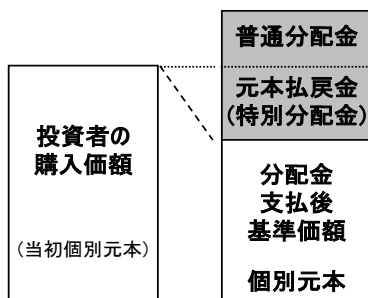 普通分配金
元本払戻金
(特別分配金)
投資者の
購入価額
(当初個別元本)
分配金
支払後
基準価額
個別元本